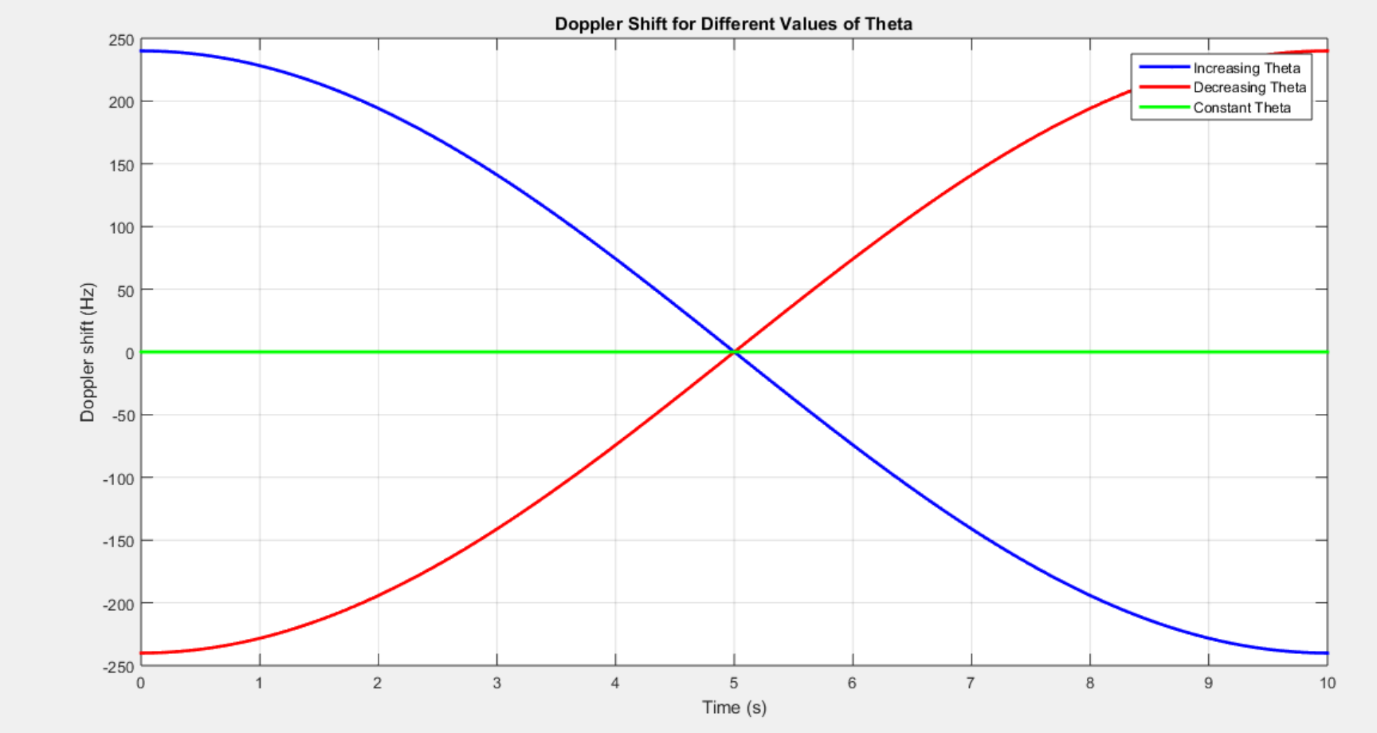 Doppler Shift for Different Values of Theta
250
200
150
100
50
0
-50
-100
-150
-200
-250
Doppler shift (Hz)
Increasing Theta
Decreasing Theta
Constant Theta
0 1 2 3 4 5 6 7 8 9 10
Time (s)